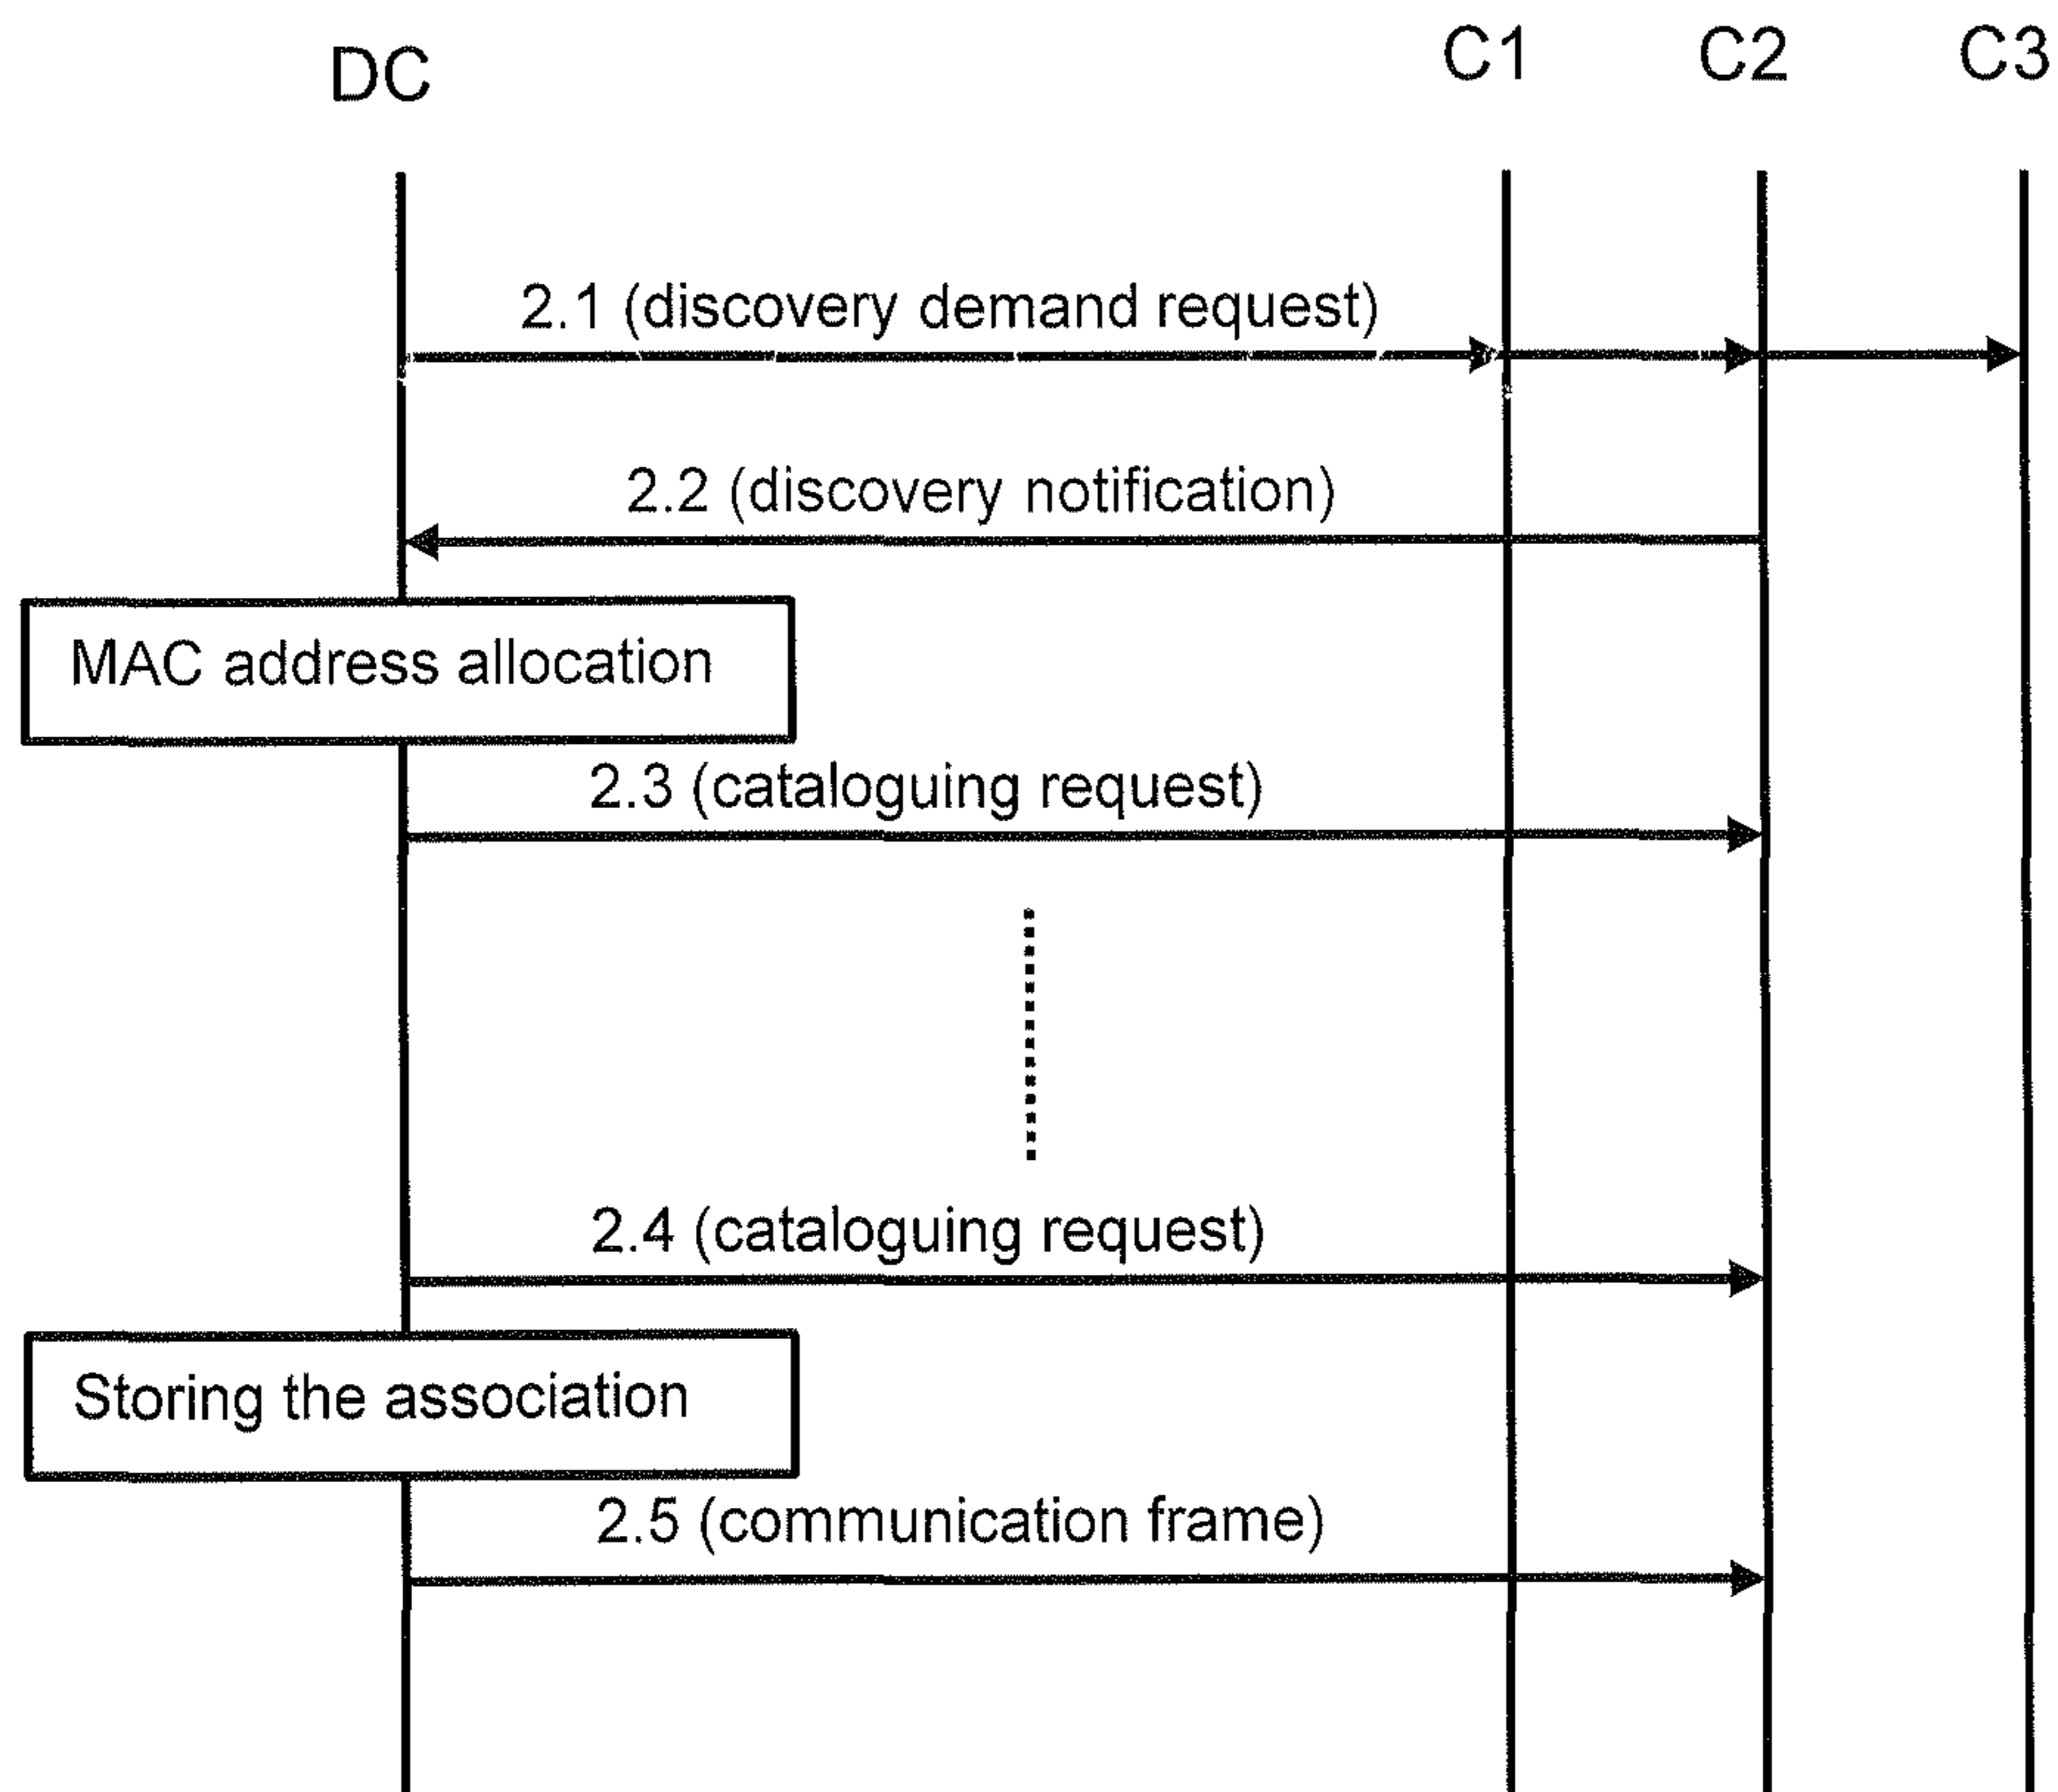 DC C1 C2 C3
2.1 (discovery demand request)
2.2 (discovery notification)
MAC address allocation
2.3 (cataloguing request)
2.4 (cataloguing request)
Storing the association
2.5 (communication frame)